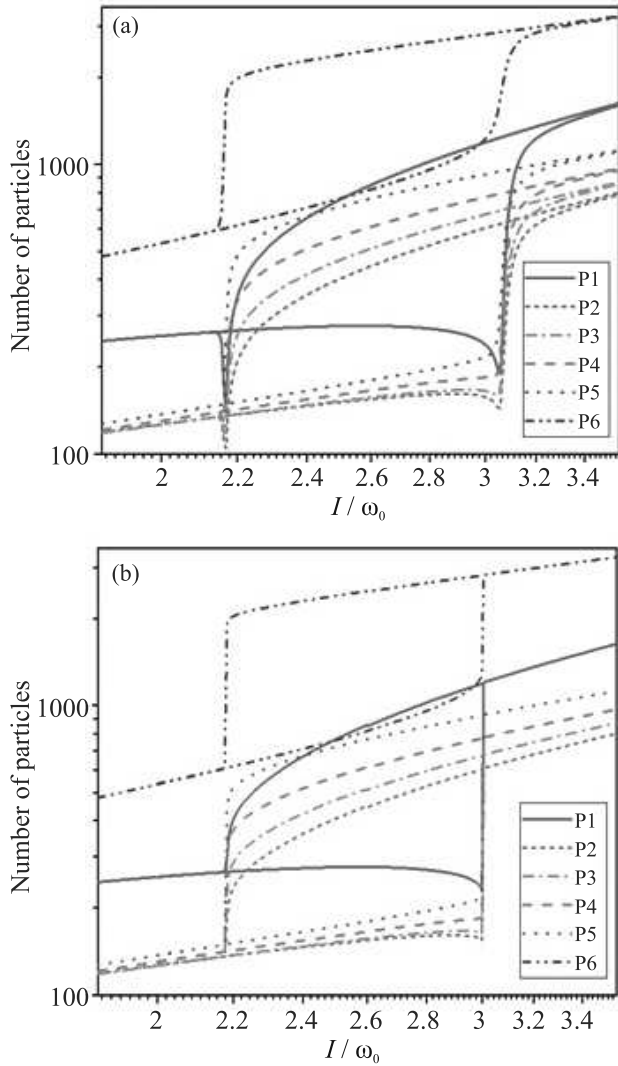 (a)
Number of particles
1000
100
P1
P2
P3
P4
P5
P6
2 2.2 2.4 2.6 2.8 3 3.2 3.4
I / ω₀
(b)
Number of particles
1000
100
P1
P2
P3
P4
P5
P6
2 2.2 2.4 2.6 2.8 3 3.2 3.4
I / ω₀